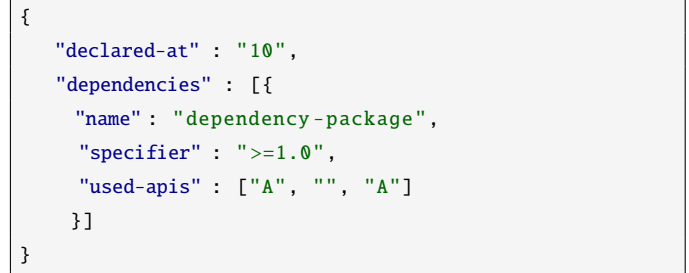 {
"declared-at" : "10",
"dependencies" : [{
"name" : "dependency-package",
"specifier" : ">=1.0",
"used-apis" : ["A", "", "A"]
}]
}